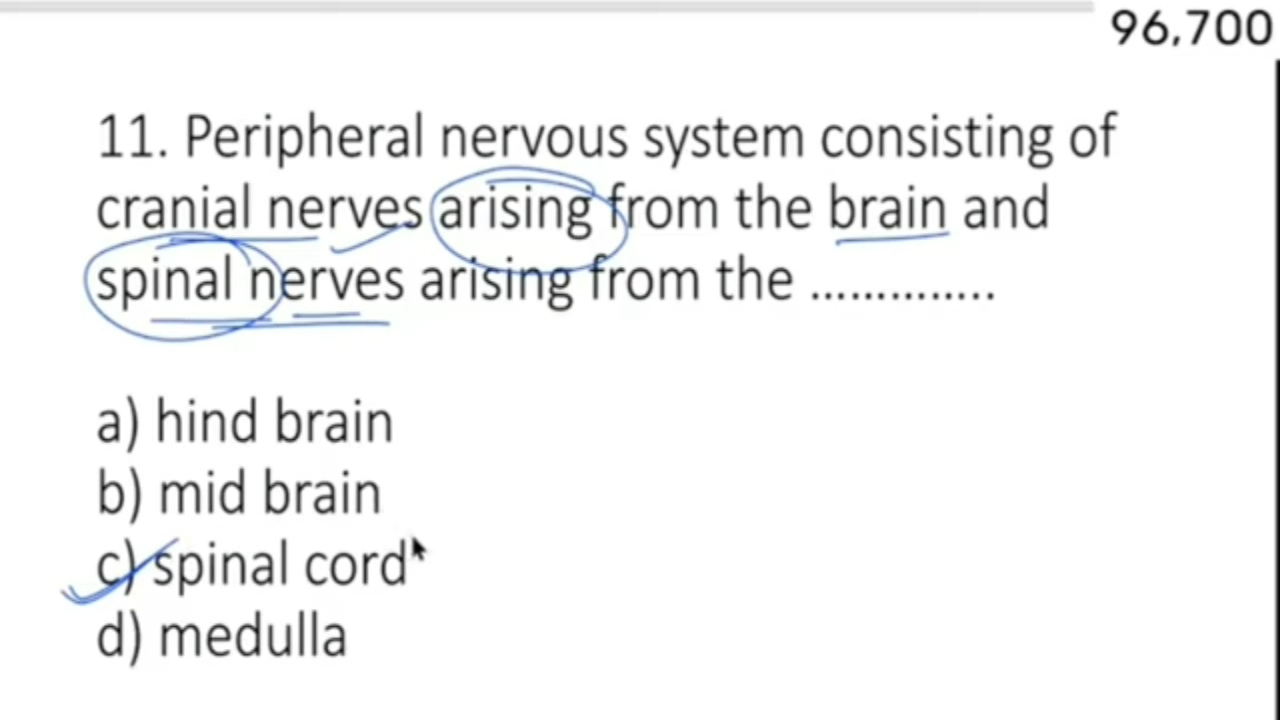 96,700
11. Peripheral nervous system consisting of
cranial nerves arising from the brain and
spinal nerves arising from the …………..
a) hind brain
b) mid brain
c) spinal cord
d) medulla